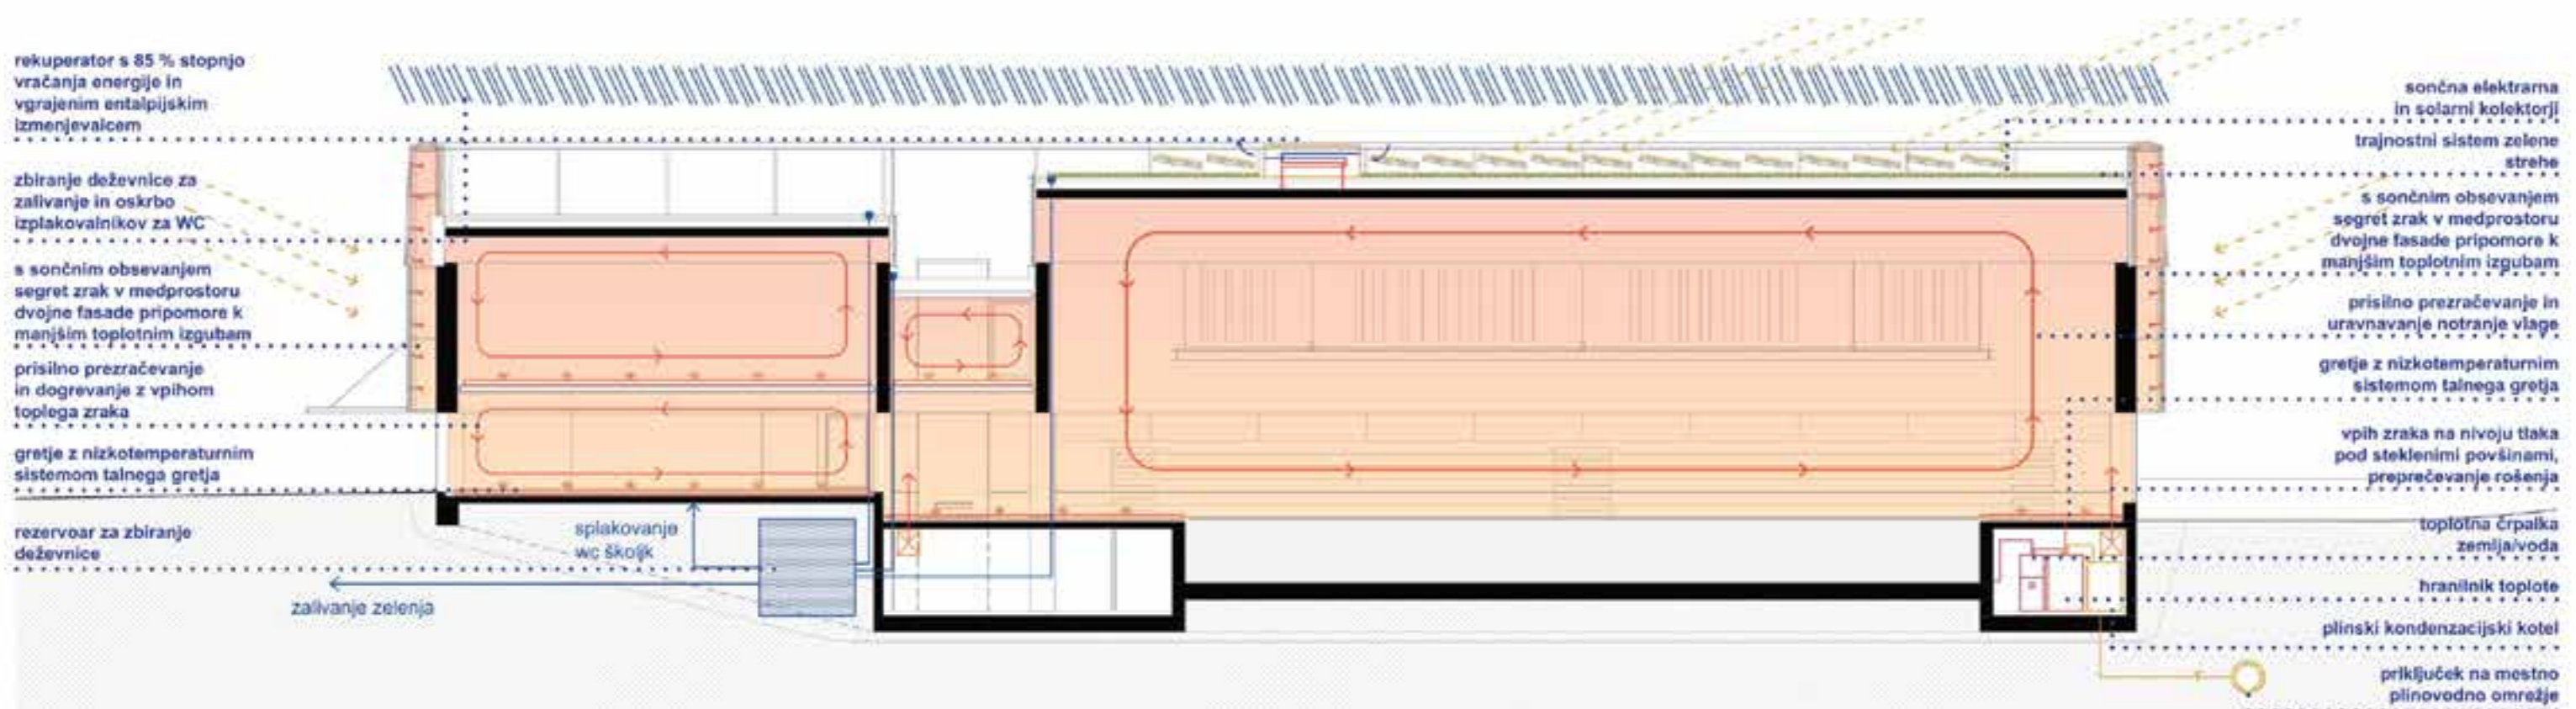 rekuperator s 85 % stopnjo
vračanja energije in
vgrajenim entalpijskim
izmenjevalcem
zbiranje deževnice za
zalivanje in oskrbo
izplakovalnikov za WC
s sončnim obsevanjem
segret zrak v medprostoru
dvojne fasade pripomore k
manjšim toplotnim izgubam
prisilno prezračevanje
in dogrevanje z vpihom
toplega zraka
gretje z nizkotemperaturnim
sistemom talnega gretja
rezervoar za zbiranje
deževnice
splakovanje
wc školjk
zalivanje zelenja
sončna elektrarna
in solarni kolektorji
trajnostni sistem zelene
strehe
s sončnim obsevanjem
segret zrak v medprostoru
dvojne fasade pripomore k
manjšim toplotnim izgubam
prisilno prezračevanje in
uravnavanje notranje vlage
gretje z nizkotemperaturnim
sistemom talnega gretja
vpih zraka na nivoju tlaka
pod steklenimi povšinami,
preprečevanje rošenja
toplotna črpalka
zemlja/voda
hranilnik toplote
plinski kondenzacijski kotel
priključek na mestno
plinovodno omrežje